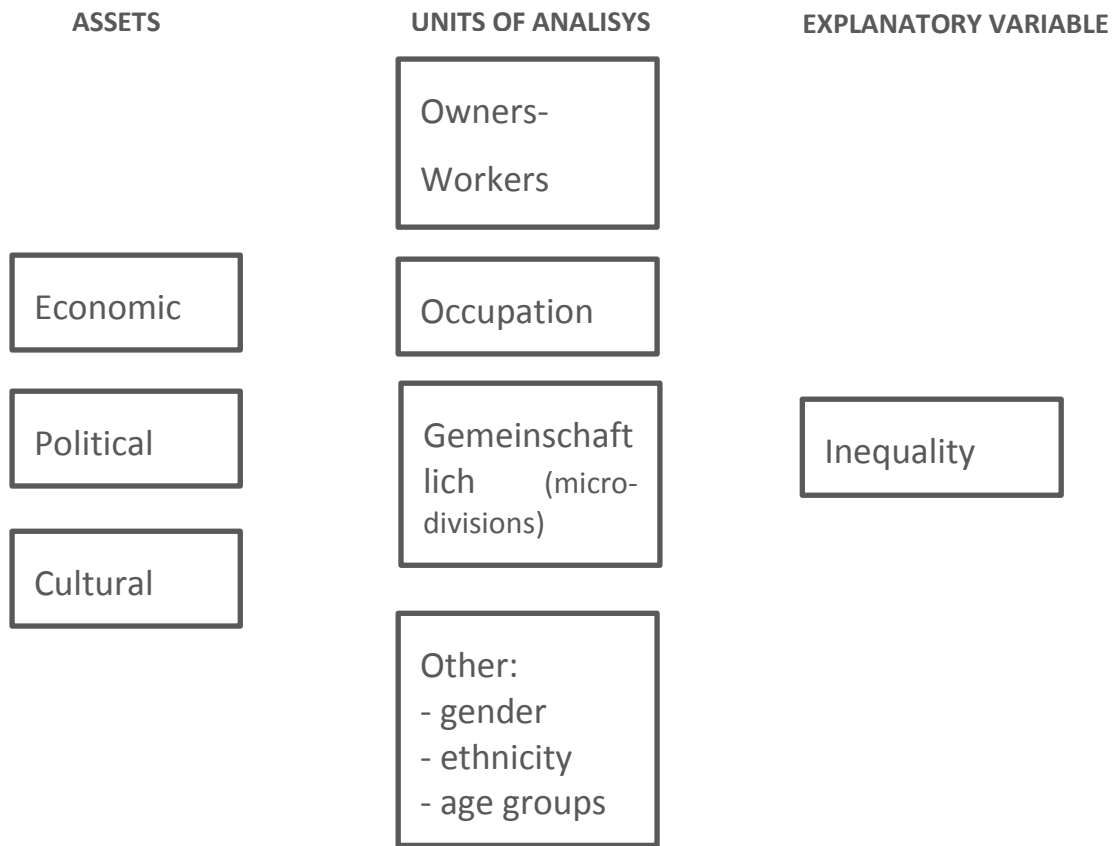 ASSETS
UNITS OF ANALISYS
EXPLANATORY VARIABLE
Owners-
Workers
Economic
Occupation
Political
Gemeinschaft
lich (micro-
divisions)
Inequality
Cultural
Other:
- gender
- ethnicity
- age groups